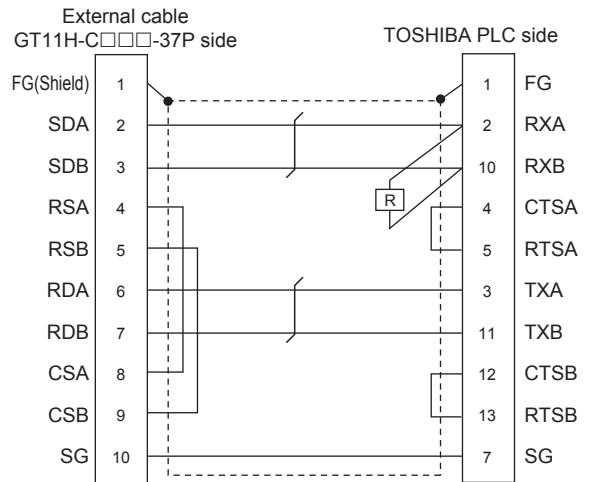 External cable
GT11H-C□□□-37P side
TOSHIBA PLC side
FG(Shield) 1 1 FG
SDA 2 2 RXA
SDB 3 10 RXB
R
RSA 4 4 CTSA
RSB 5 5 RTSA
RDA 6 3 TXA
RDB 7 11 TXB
CSA 8 12 CTSB
CSB 9 13 RTSB
SG 10 7 SG